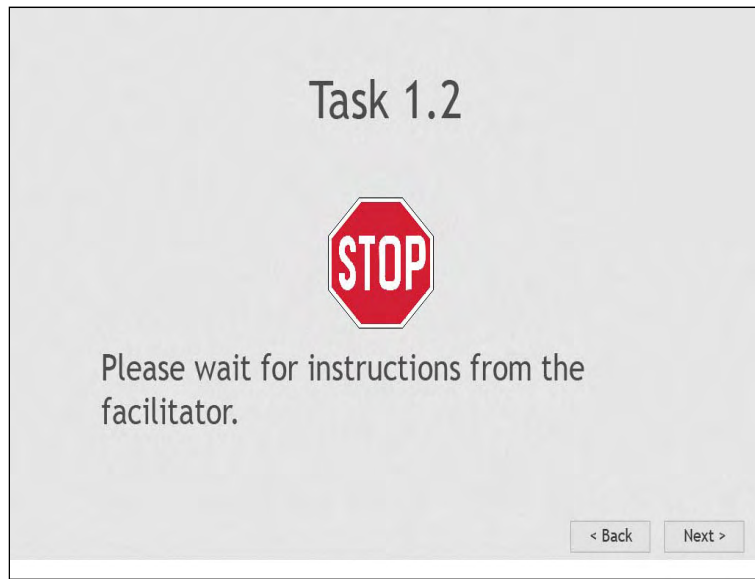 Task 1.2
STOP
Please wait for instructions from the
facilitator.
< Back Next >